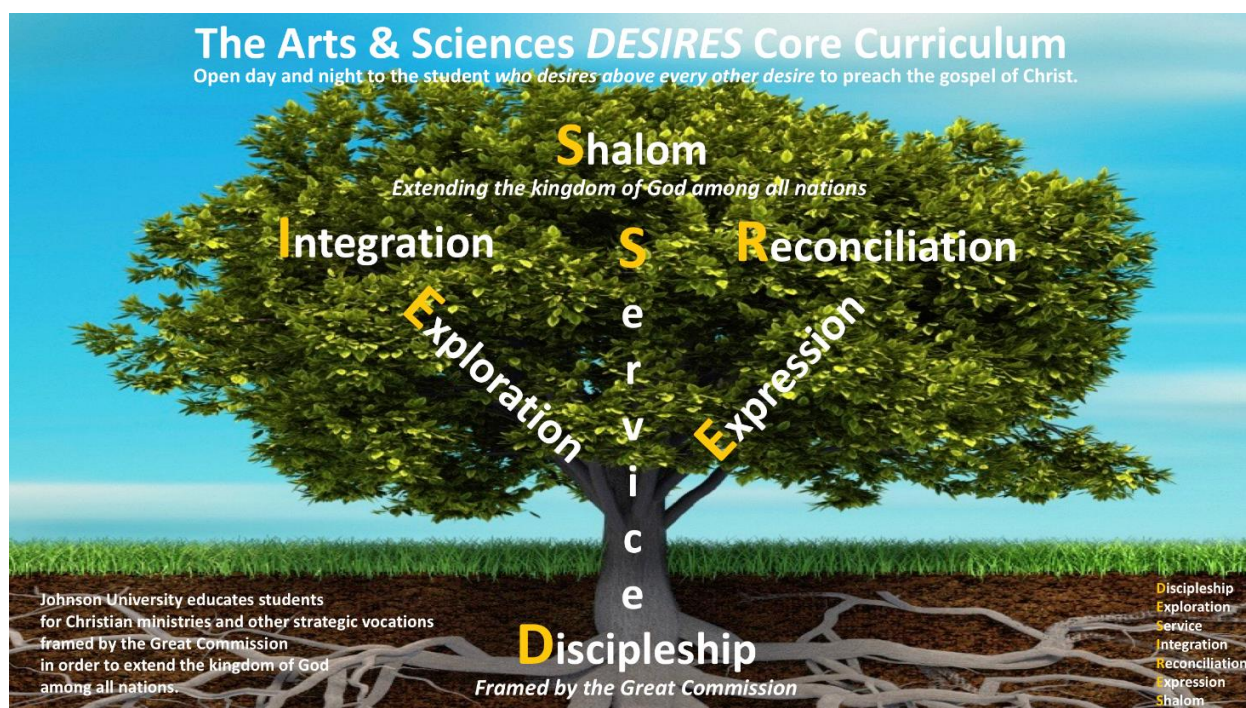 The Arts & Sciences DESIRES Core Curriculum
Open day and night to the student who desires above every other desire to preach the gospel of Christ.
Shalom
Extending the kingdom of God among all nations
Integration
Service
Reconciliation
Exploration
Expression
Discipleship
Framed by the Great Commission
Johnson University educates students
for Christian ministries and other strategic vocations
framed by the Great Commission
in order to extend the kingdom of God
among all nations.
Discipleship
Exploration
Service
Integration
Reconciliation
Expression
Shalom